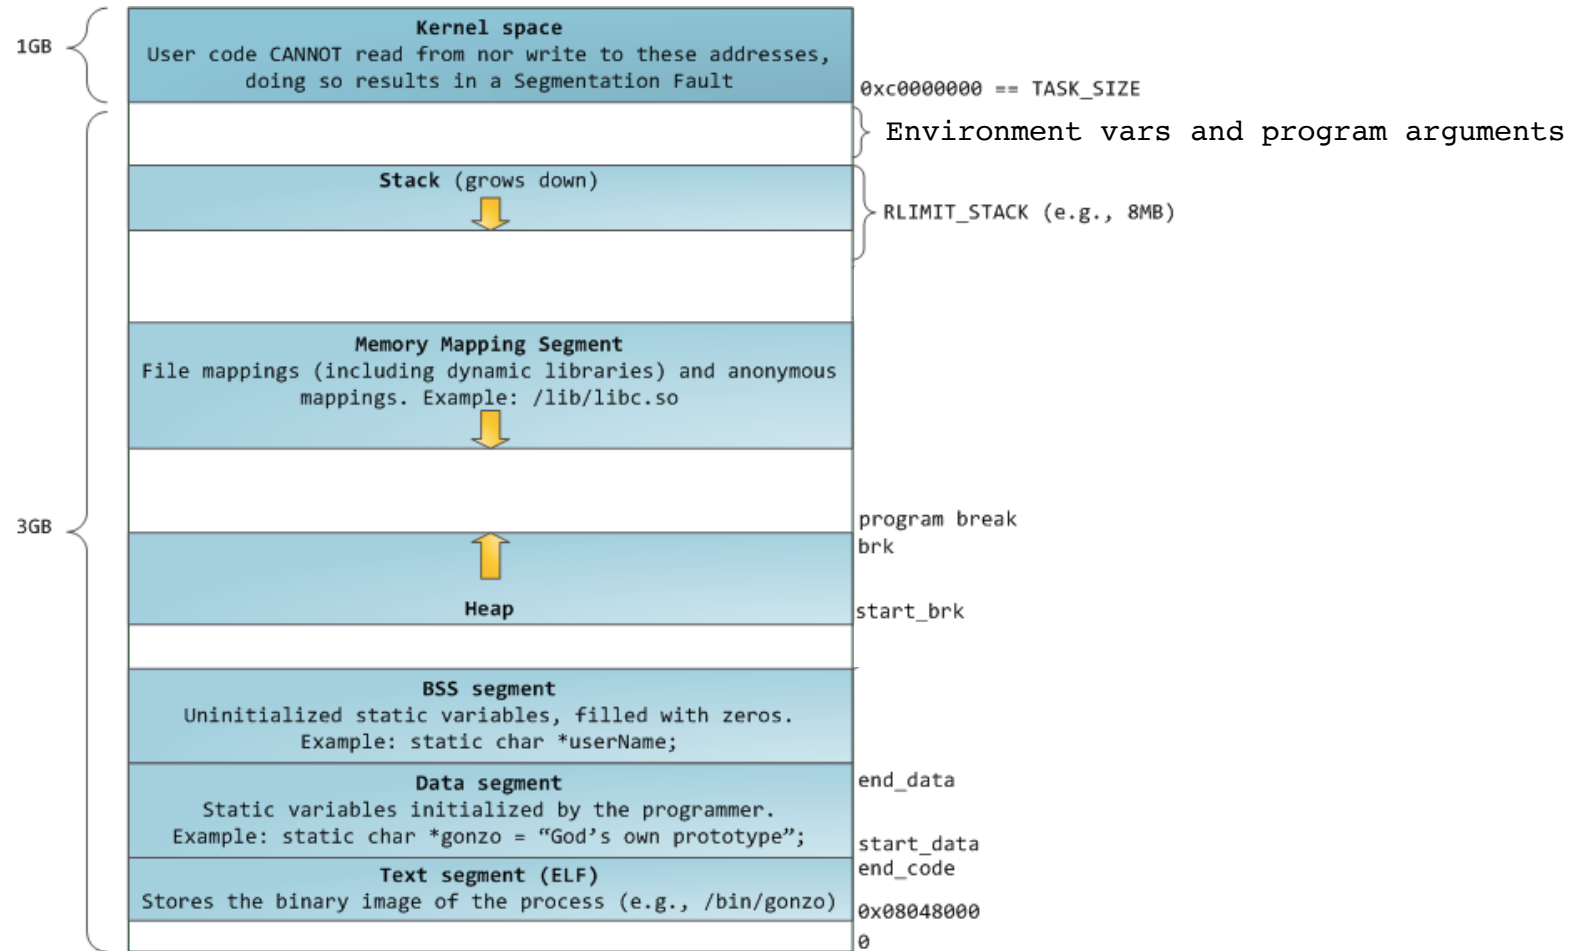 Kernel space
1GB
User code CANNOT read from nor write to these addresses,
doing so results in a Segmentation Fault
0xc0000000 == TASK_SIZE
Environment vars and program arguments
Stack (grows down)
RLIMIT_STACK (e.g., 8MB)
Memory Mapping Segment
File mappings (including dynamic libraries) and anonymous
mappings. Example: /lib/libc.so
3GB
program break
brk
Heap
start_brk
BSS segment
Uninitialized static variables, filled with zeros.
Example: static char *userName;
Data segment
end_data
Static variables initialized by the programmer.
Example: static char *gonzo = “God’s own prototype”;
start_data
end_code
Text segment (ELF)
Stores the binary image of the process (e.g., /bin/gonzo)
0x08048000
0